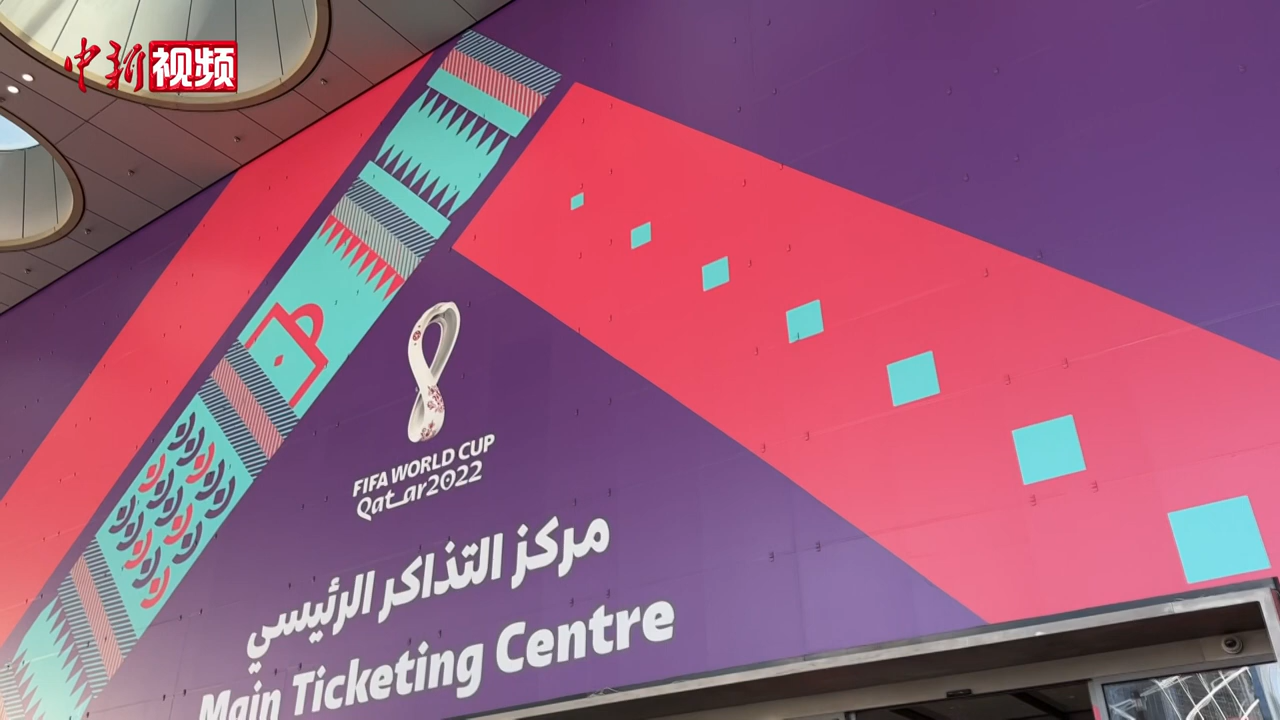 中新视频
FIFA WORLD CUP
Qatar2022
مركز التذاكر الرئيسي
Main Ticketing Centre